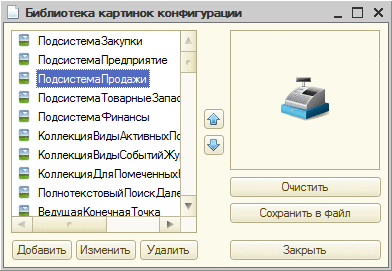 Библиотека картинок конфигурации
ПодсистемаЗакупки
ПодсистемаПредприятие
ПодсистемаПродажи
ПодсистемаТоварныеЗапас
ПодсистемаФинансы
КоллекцияВидыАктивныхПо
КоллекцияВидыСобытийЖу
КоллекцияДляПомеченныхН
ПолнотекстовыйПоискДале
ВедущаяКонечнаяТочка
Добавить
Изменить
Удалить
Очистить
Сохранить в файл
Закрыть